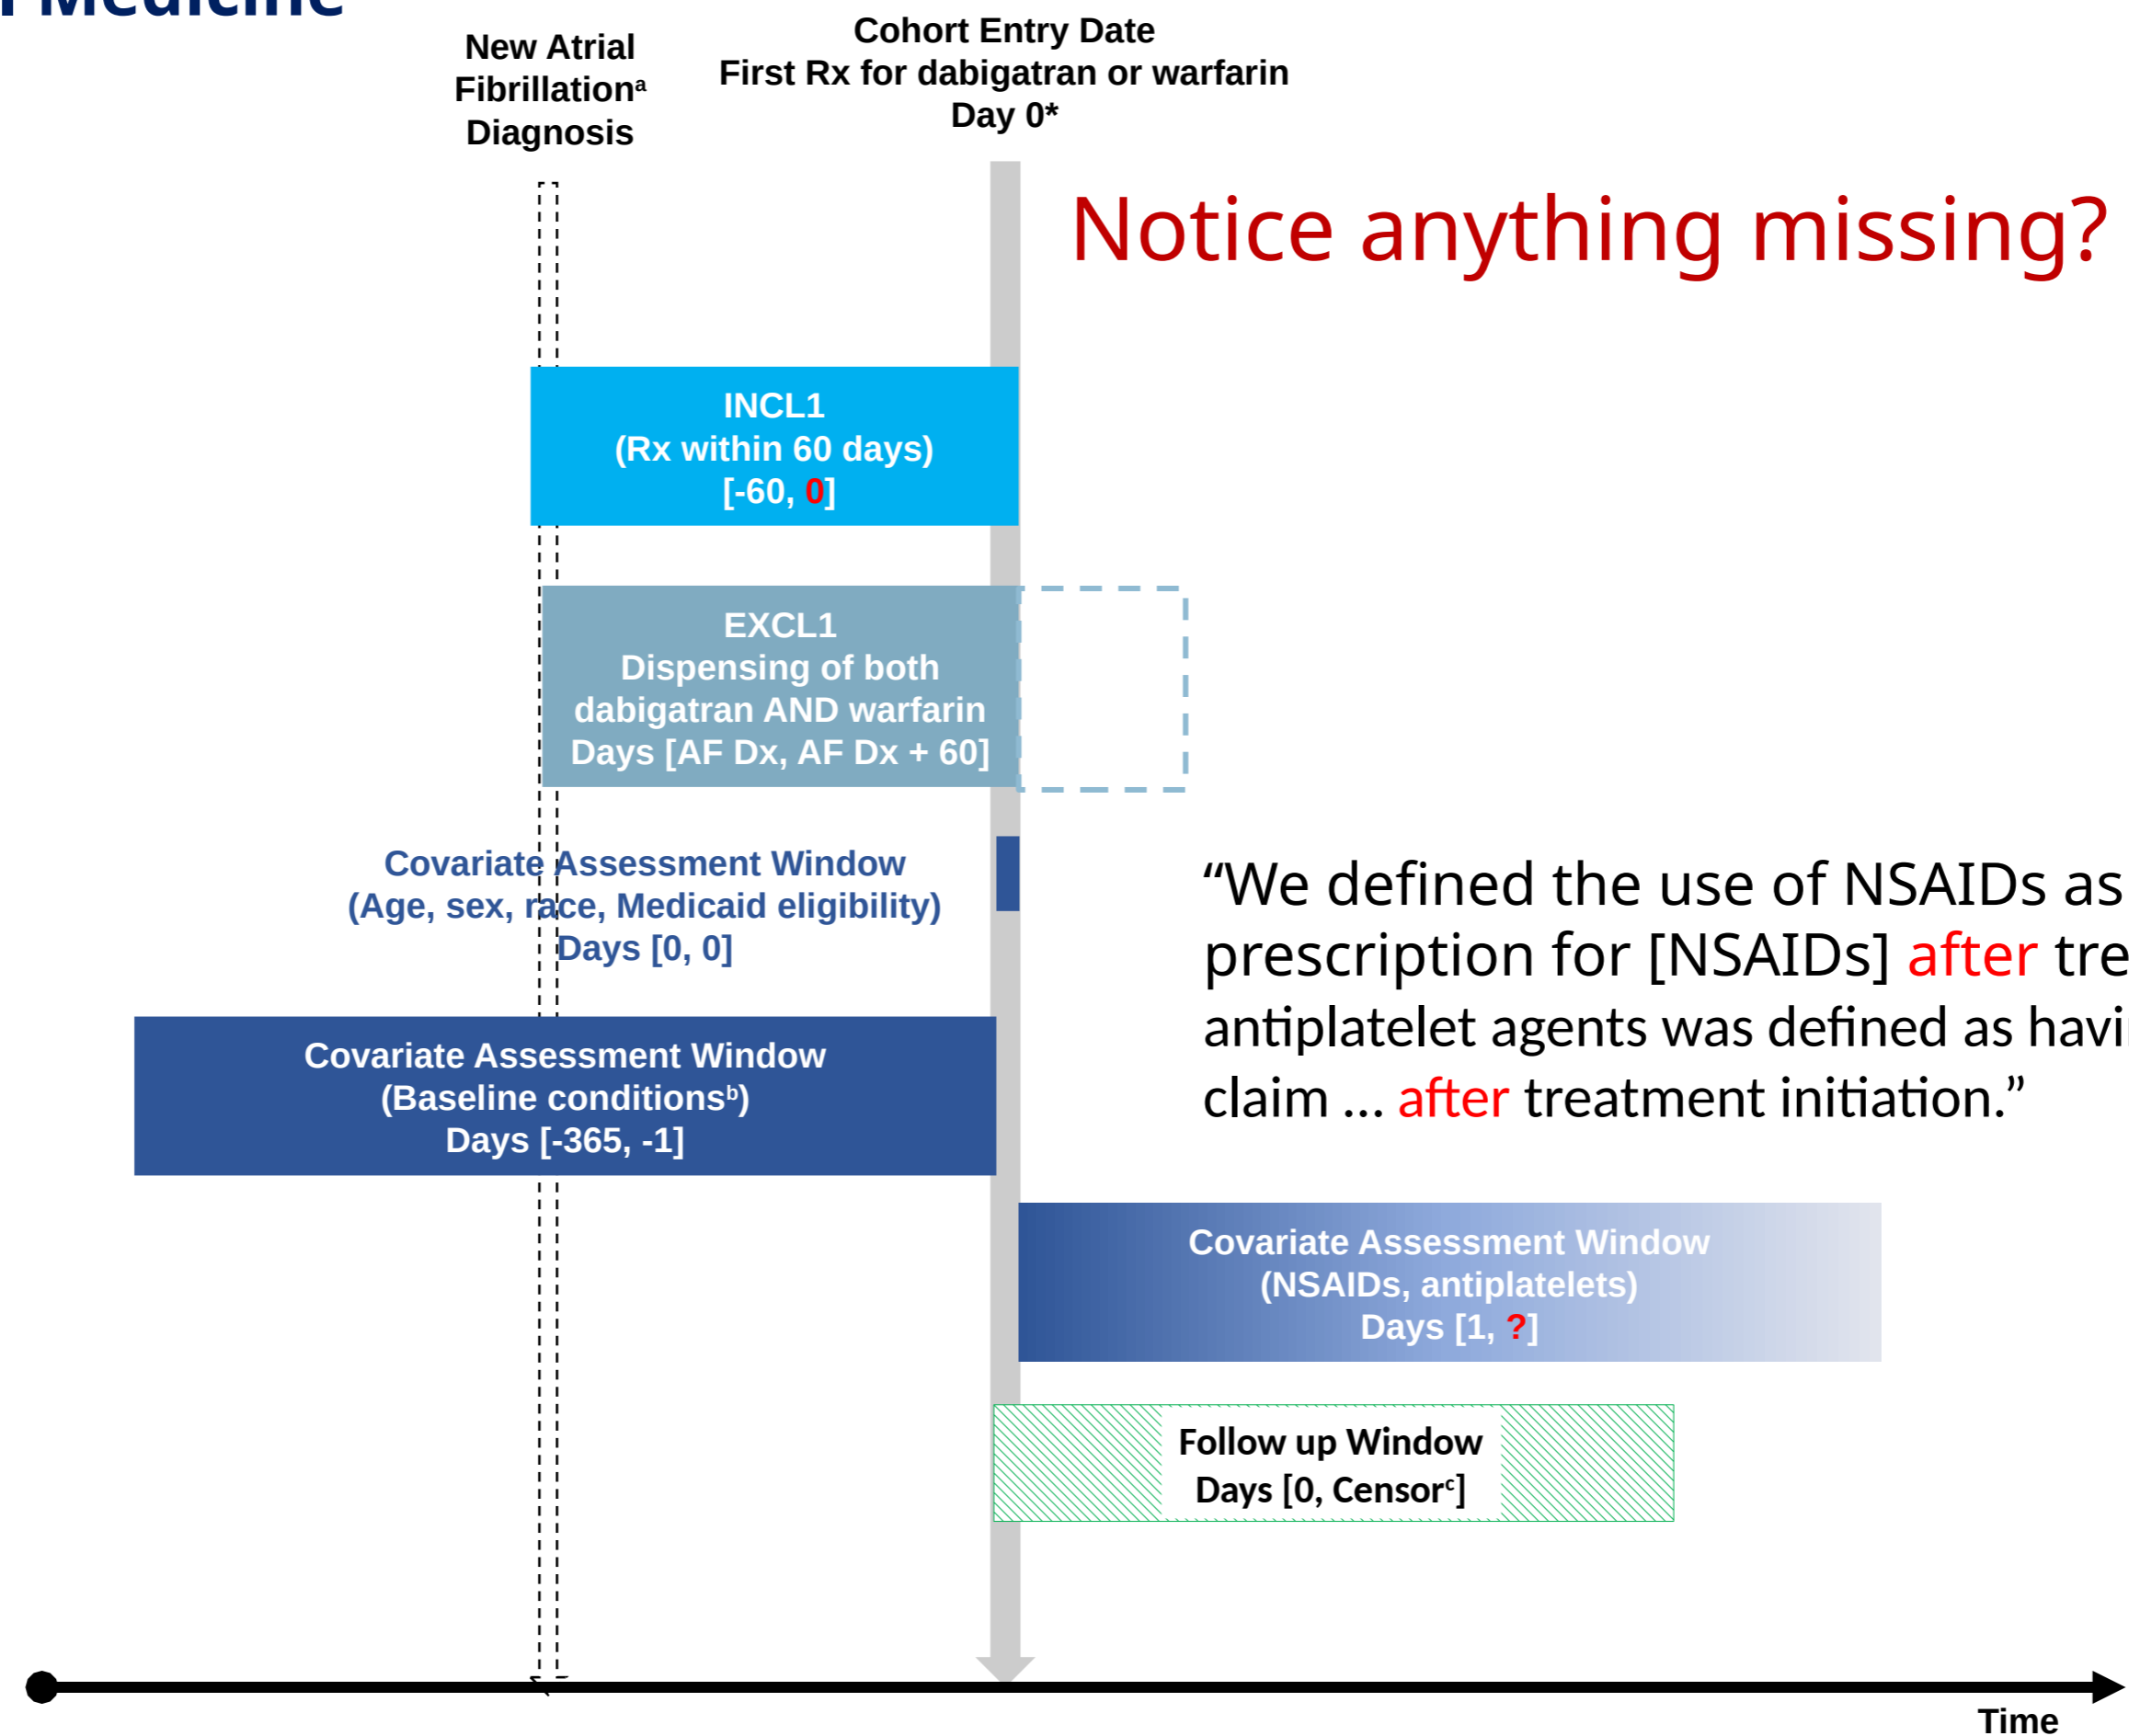 Medicine
New Atrial
Fibrillationᵃ
Diagnosis
Cohort Entry Date
First Rx for dabigatran or warfarin
Day 0*
Notice anything missing?
INCL1
(Rx within 60 days)
[-60, 0]
EXCL1
Dispensing of both
dabigatran AND warfarin
Days [AF Dx, AF Dx + 60]
Covariate Assessment Window
(Age, sex, race, Medicaid eligibility)
Days [0, 0]
“We defined the use of NSAIDs as
prescription for [NSAIDs] after
antiplatelet agents was defined as
claim … after treatment initiation.”
Covariate Assessment Window
(Baseline conditionsᵇ)
Days [-365, -1]
Covariate Assessment Window
(NSAIDs, antiplatelets)
Days [1, ?]
Follow up Window
Days [0, Censorᶜ]
Time